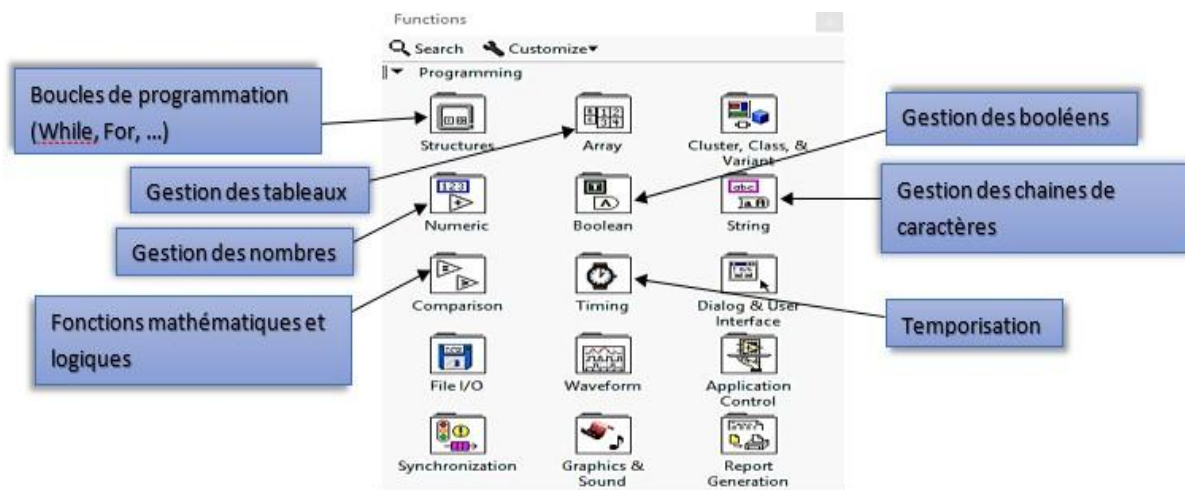 Functions
Search Customize▾
Programming
Boucles de programmation
(While, For, ...)
Structures
Array
Cluster, Class, &
Variant
Gestion des booléens
Gestion des tableaux
Numeric
Boolean
String
Gestion des chaines de
caractères
Gestion des nombres
Comparison
Timing
Dialog & User
Interface
Fonctions mathématiques et
logiques
Temporisation
File I/O
Waveform
Application
Control
Synchronization
Graphics &
Sound
Report
Generation